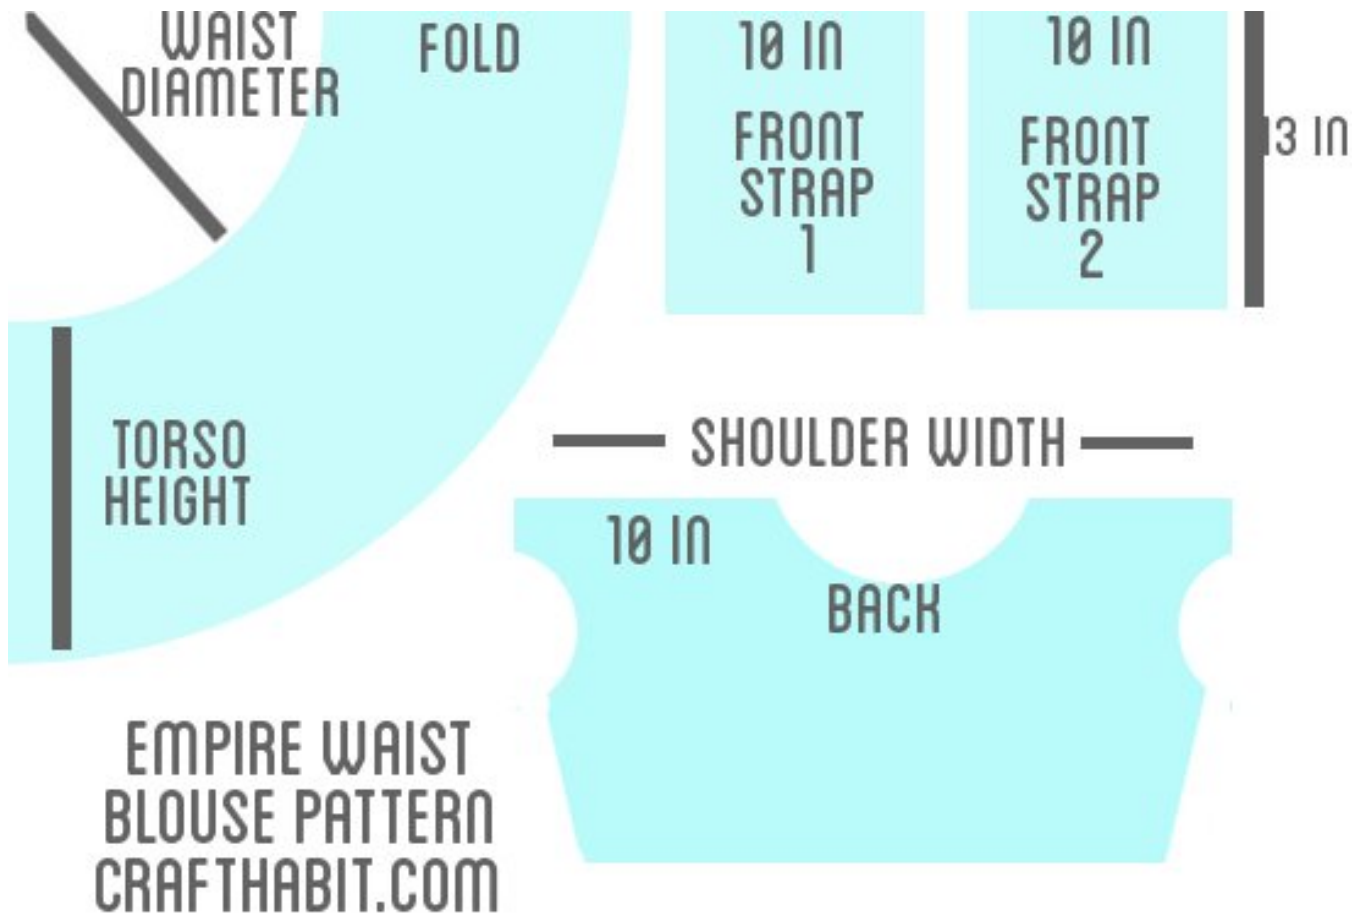 WAIST
DIAMETER
FOLD
10 IN
FRONT
STRAP
1
10 IN
FRONT
STRAP
2
13 IN
TORSO
HEIGHT
SHOULDER WIDTH
10 IN
BACK
EMPIRE WAIST
BLOUSE PATTERN
CRAFTHABIT.COM